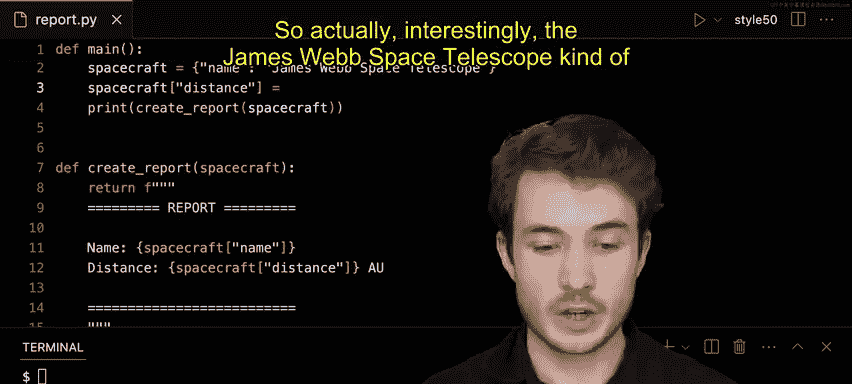 So actually, interestingly, the
James Webb Space Telescope kind of
report.py
style50
1 def main():
2 spacecraft = {"name": "James Webb Space Telescope"}
3 spacecraft["distance"] =
4 print(create_report(spacecraft))
5
6
7 def create_report(spacecraft):
8 return f"""
9 ========= REPORT =========
10
11 Name: {spacecraft["name"]}
12 Distance: {spacecraft["distance"]} AU
13
14 ==========================
15 """
TERMINAL
$